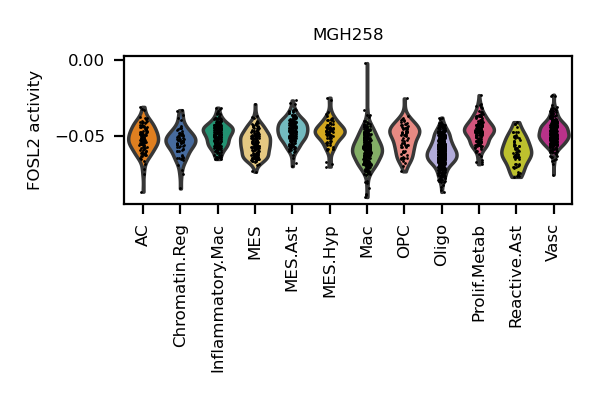 MGH258
FOSL2 activity
0.00
−0.05
AC
Chromatin.Reg
Inflammatory.Mac
MES
MES.Ast
MES.Hyp
Mac
OPC
Oligo
Prolif.Metab
Reactive.Ast
Vasc